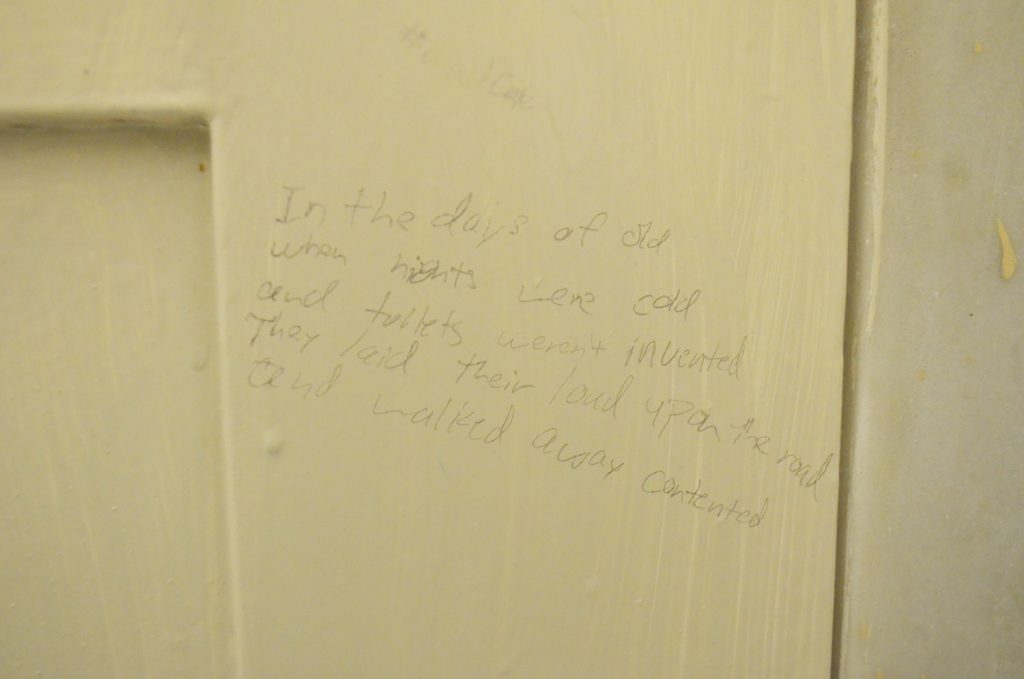 In the days of old
when nights were cold
and toilets weren't invented
They laid their load upon the road
and walked away contented